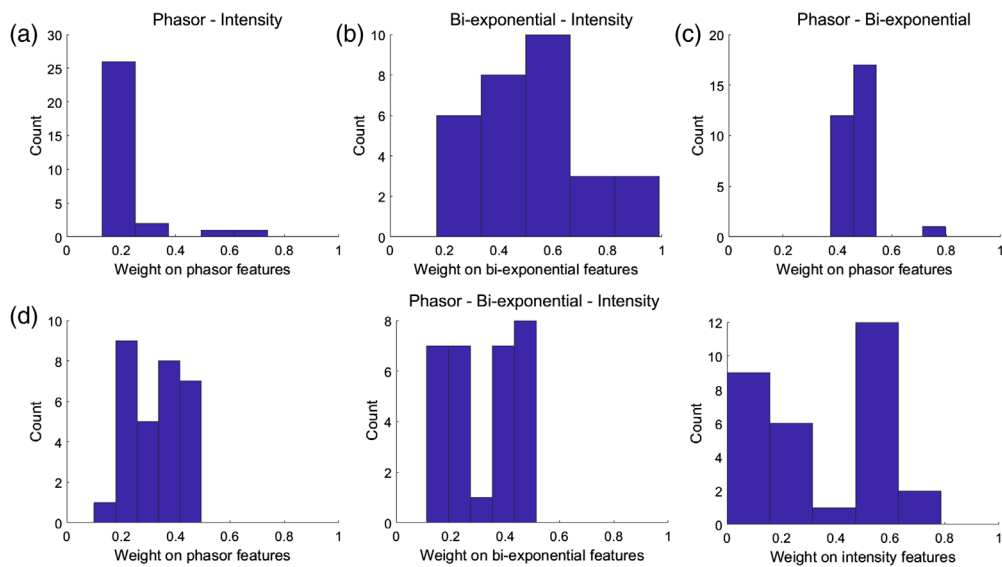 (a)
Phasor - Intensity
30
25
20
15
10
5
0
Count
0 0.2 0.4 0.6 0.8 1
Weight on phasor features
(b)
Bi-exponential - Intensity
10
8
6
4
2
0
Count
0 0.2 0.4 0.6 0.8 1
Weight on bi-exponential features
(c)
Phasor - Bi-exponential
20
15
10
5
0
Count
0 0.2 0.4 0.6 0.8 1
Weight on phasor features
(d)
Phasor - Bi-exponential - Intensity
10
8
6
4
2
0
Count
0 0.2 0.4 0.6 0.8 1
Weight on phasor features
8
6
4
2
0
Count
0 0.2 0.4 0.6 0.8 1
Weight on bi-exponential features
12
10
8
6
4
2
0
Count
0 0.2 0.4 0.6 0.8 1
Weight on intensity features